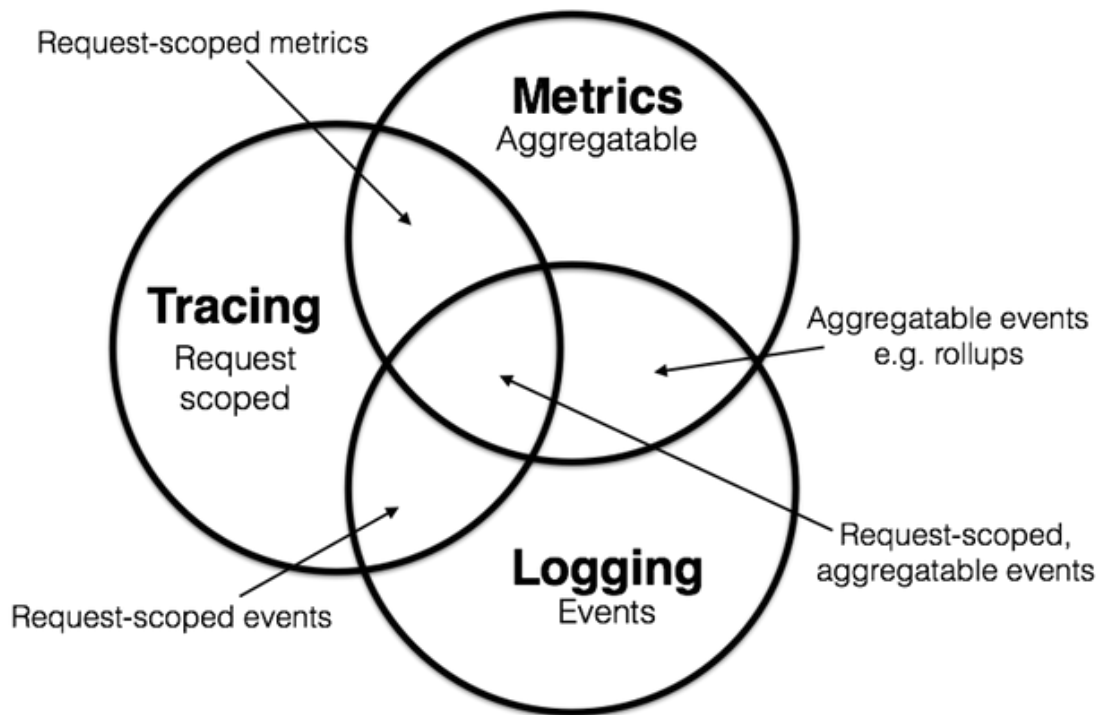 Request-scoped metrics
Metrics
Aggregatable
Tracing
Request
scoped
Aggregatable events
e.g. rollups
Request-scoped,
aggregatable events
Logging
Events
Request-scoped events